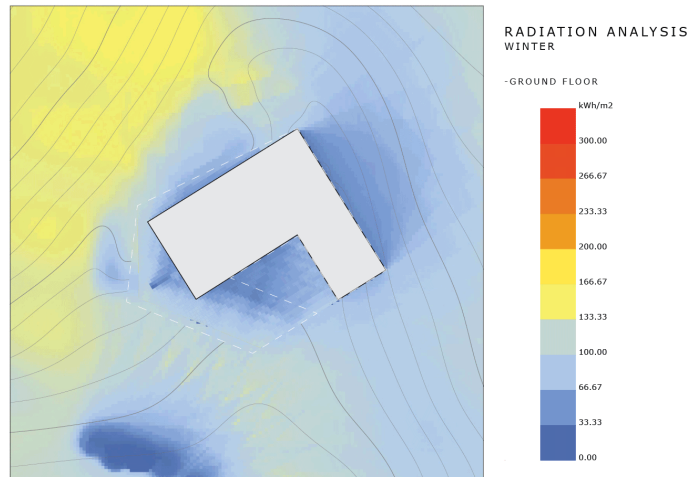 RADIATION ANALYSIS
WINTER
-GROUND FLOOR
kWh/m2
300.00
266.67
233.33
200.00
166.67
133.33
100.00
66.67
33.33
0.00